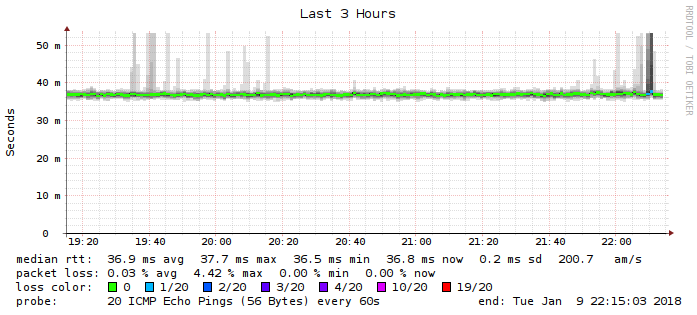 Last 3 Hours
RRDTOOL / TOBI OETIKER
Seconds
50 m
40 m
30 m
20 m
10 m
0
19:20 19:40 20:00 20:20 20:40 21:00 21:20 21:40 22:00
median rtt: 36.9 ms avg 37.7 ms max 36.5 ms min 36.8 ms now 0.2 ms sd 200.7 am/s
packet loss: 0.03 % avg 4.42 % max 0.00 % min 0.00 % now
loss color: 0 1/20 2/20 3/20 4/20 10/20 19/20
probe: 20 ICMP Echo Pings (56 Bytes) every 60s end: Tue Jan 9 22:15:03 2018